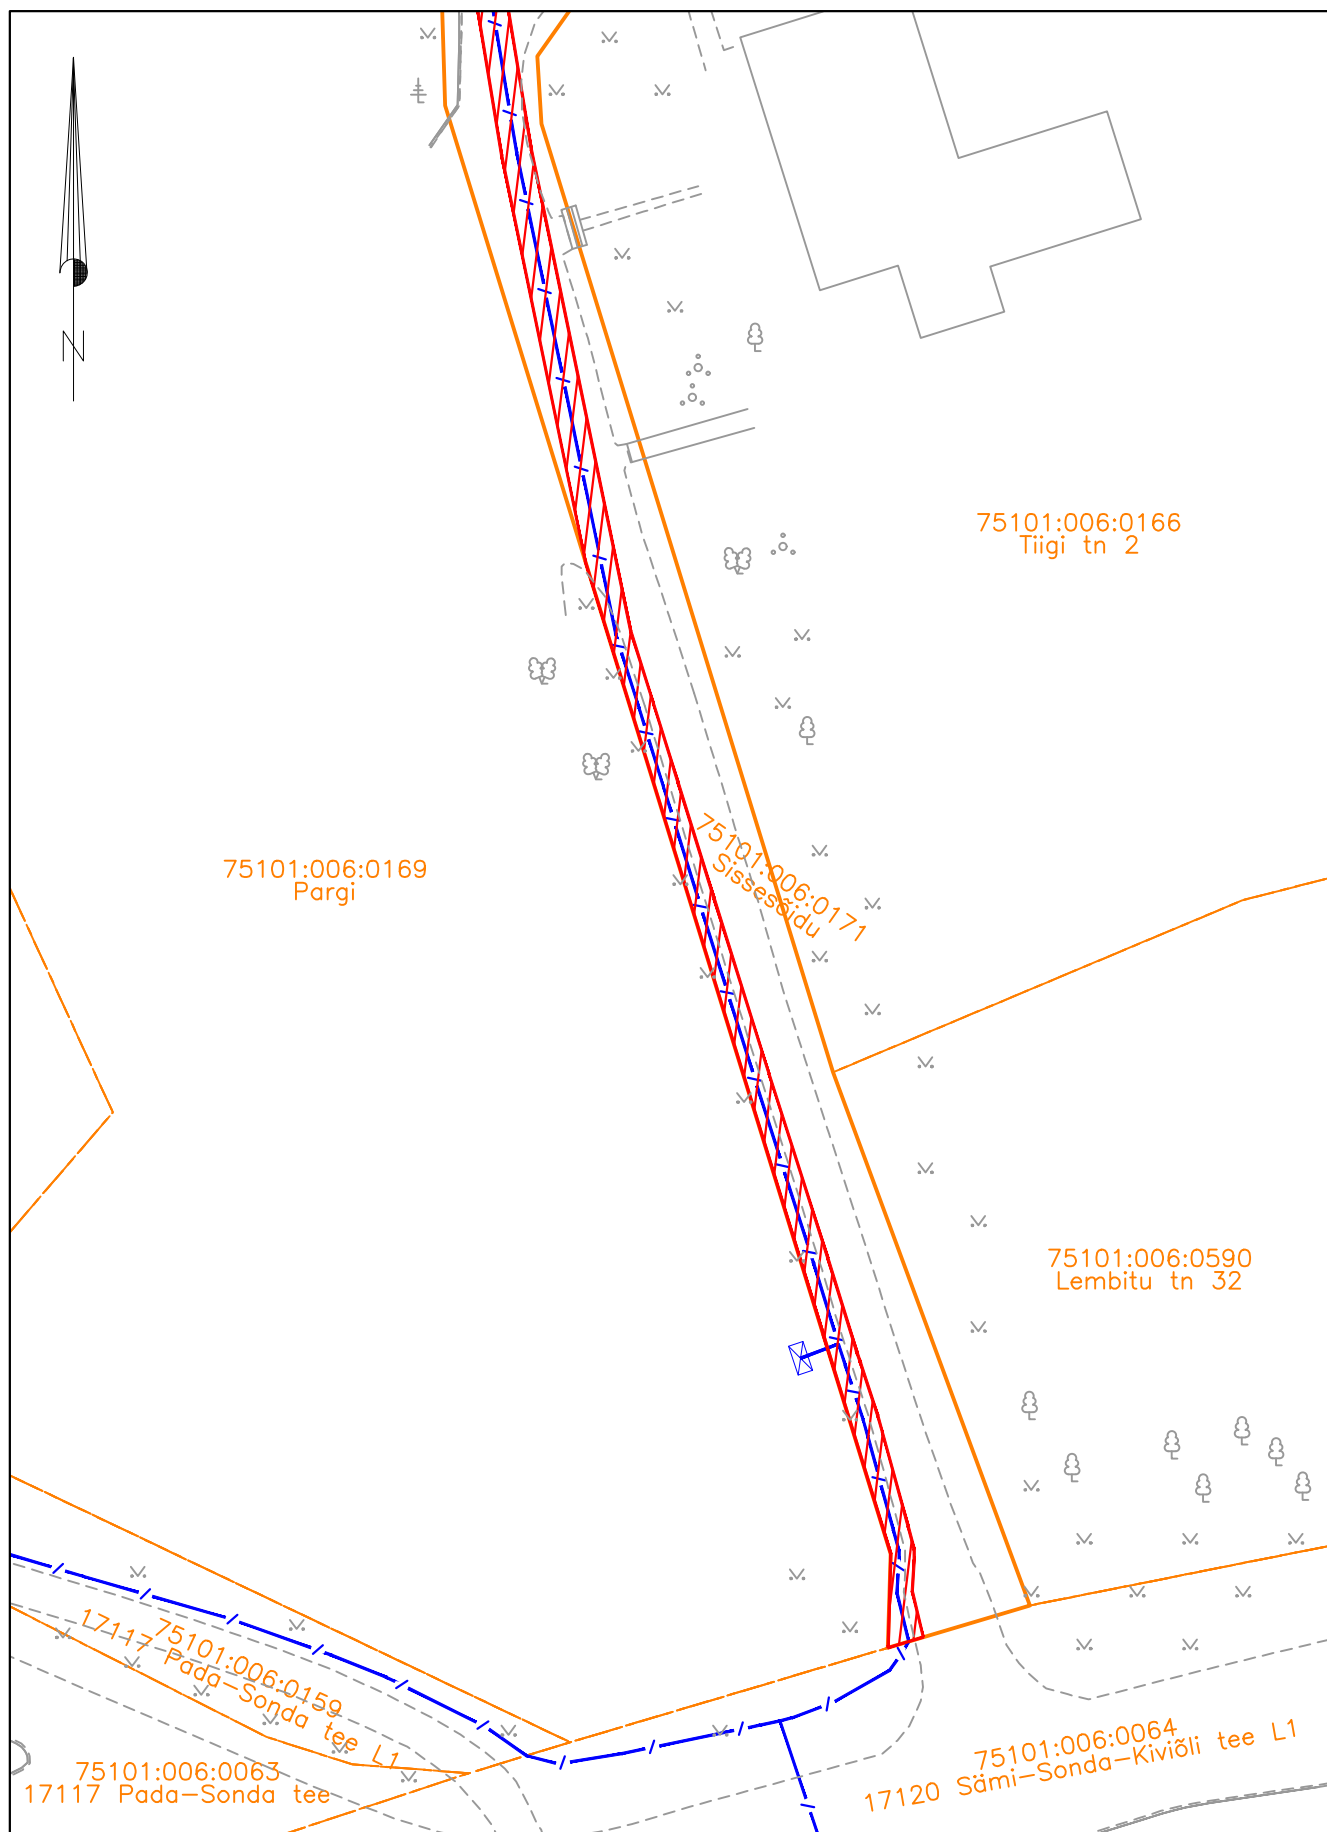 N
75101:006:0166
Tiigi tn 2
75101:006:0169
Pargi
75101:006:0171
Sissesõidu
75101:006:0590
Lembitu tn 32
75101:006:0159
17117 Pada-Sonda tee L1
75101:006:0063
17117 Pada-Sonda tee
75101:006:0064
17120 Sämi-Sonda-Kiviõli tee L1